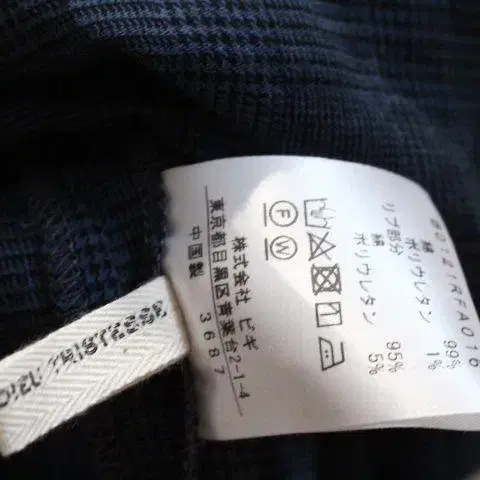 綿 99%
ポリウレタン 1%
リブ部分
綿 95%
ポリウレタン 5%
F
W
株式会社 ビギ
東京都目黒区青葉台2-1-4
3687
中国製